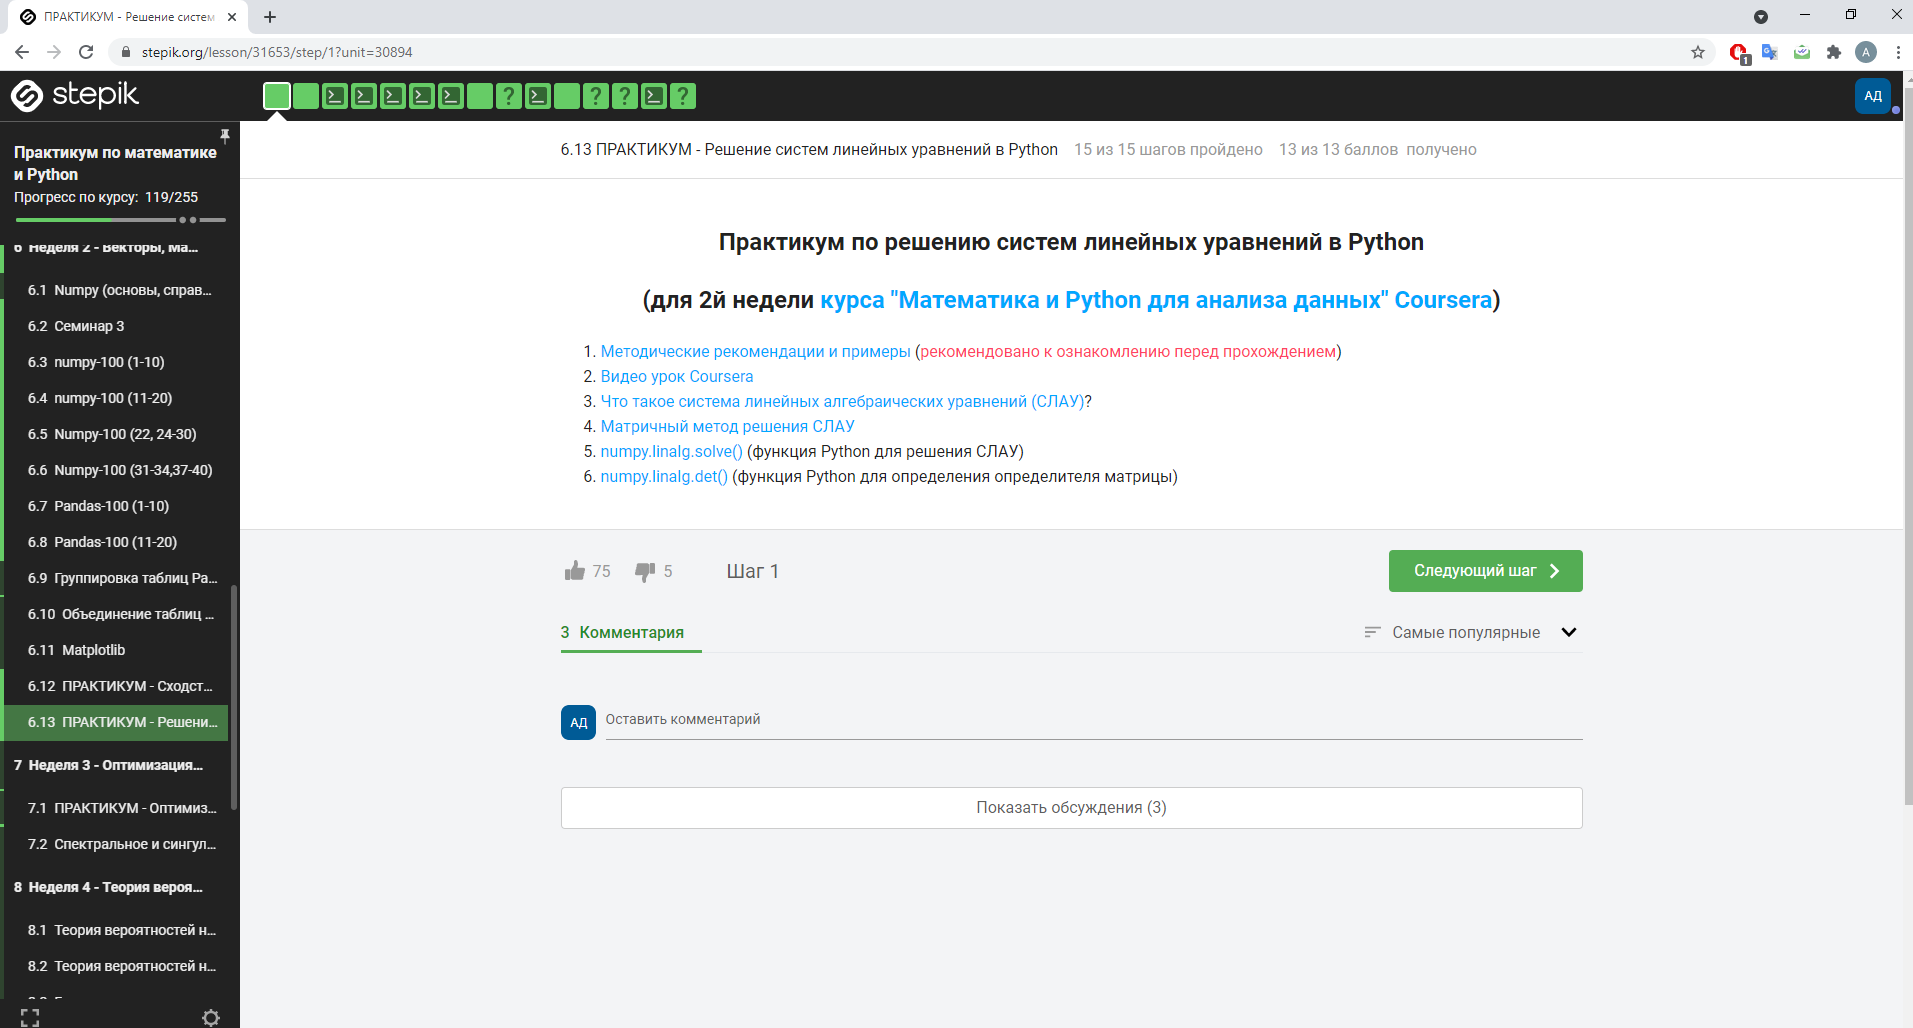 ПРАКТИКУМ - Решение систем
stepik.org/lesson/31653/step/1?unit=30894
1
A
stepik
? ? ? ?
АД
Практикум по математике
и Python
Прогресс по курсу: 119/255
6 Неделя 2 - Векторы, Ма...
6.1 Numpy (основы, справ...
6.2 Семинар 3
6.3 numpy-100 (1-10)
6.4 numpy-100 (11-20)
6.5 Numpy-100 (22, 24-30)
6.6 Numpy-100 (31-34,37-40)
6.7 Pandas-100 (1-10)
6.8 Pandas-100 (11-20)
6.9 Группировка таблиц Pa...
6.10 Объединение таблиц ...
6.11 Matplotlib
6.12 ПРАКТИКУМ - Сходст...
6.13 ПРАКТИКУМ - Решени...
7 Неделя 3 - Оптимизация...
7.1 ПРАКТИКУМ - Оптимиз...
7.2 Спектральное и сингул...
8 Неделя 4 - Теория вероя...
8.1 Теория вероятностей н...
8.2 Теория вероятностей н...
6.13 ПРАКТИКУМ - Решение систем линейных уравнений в Python 15 из 15 шагов пройдено 13 из 13 баллов получено
Практикум по решению систем линейных уравнений в Python
(для 2й недели курса "Математика и Python для анализа данных" Coursera)
1. Методические рекомендации и примеры (рекомендовано к ознакомлению перед прохождением)
2. Видео урок Coursera
3. Что такое система линейных алгебраических уравнений (СЛАУ)?
4. Матричный метод решения СЛАУ
5. numpy.linalg.solve() (функция Python для решения СЛАУ)
6. numpy.linalg.det() (функция Python для определения определителя матрицы)
75 5 Шаг 1
Следующий шаг
3 Комментария
Самые популярные
АД Оставить комментарий
Показать обсуждения (3)